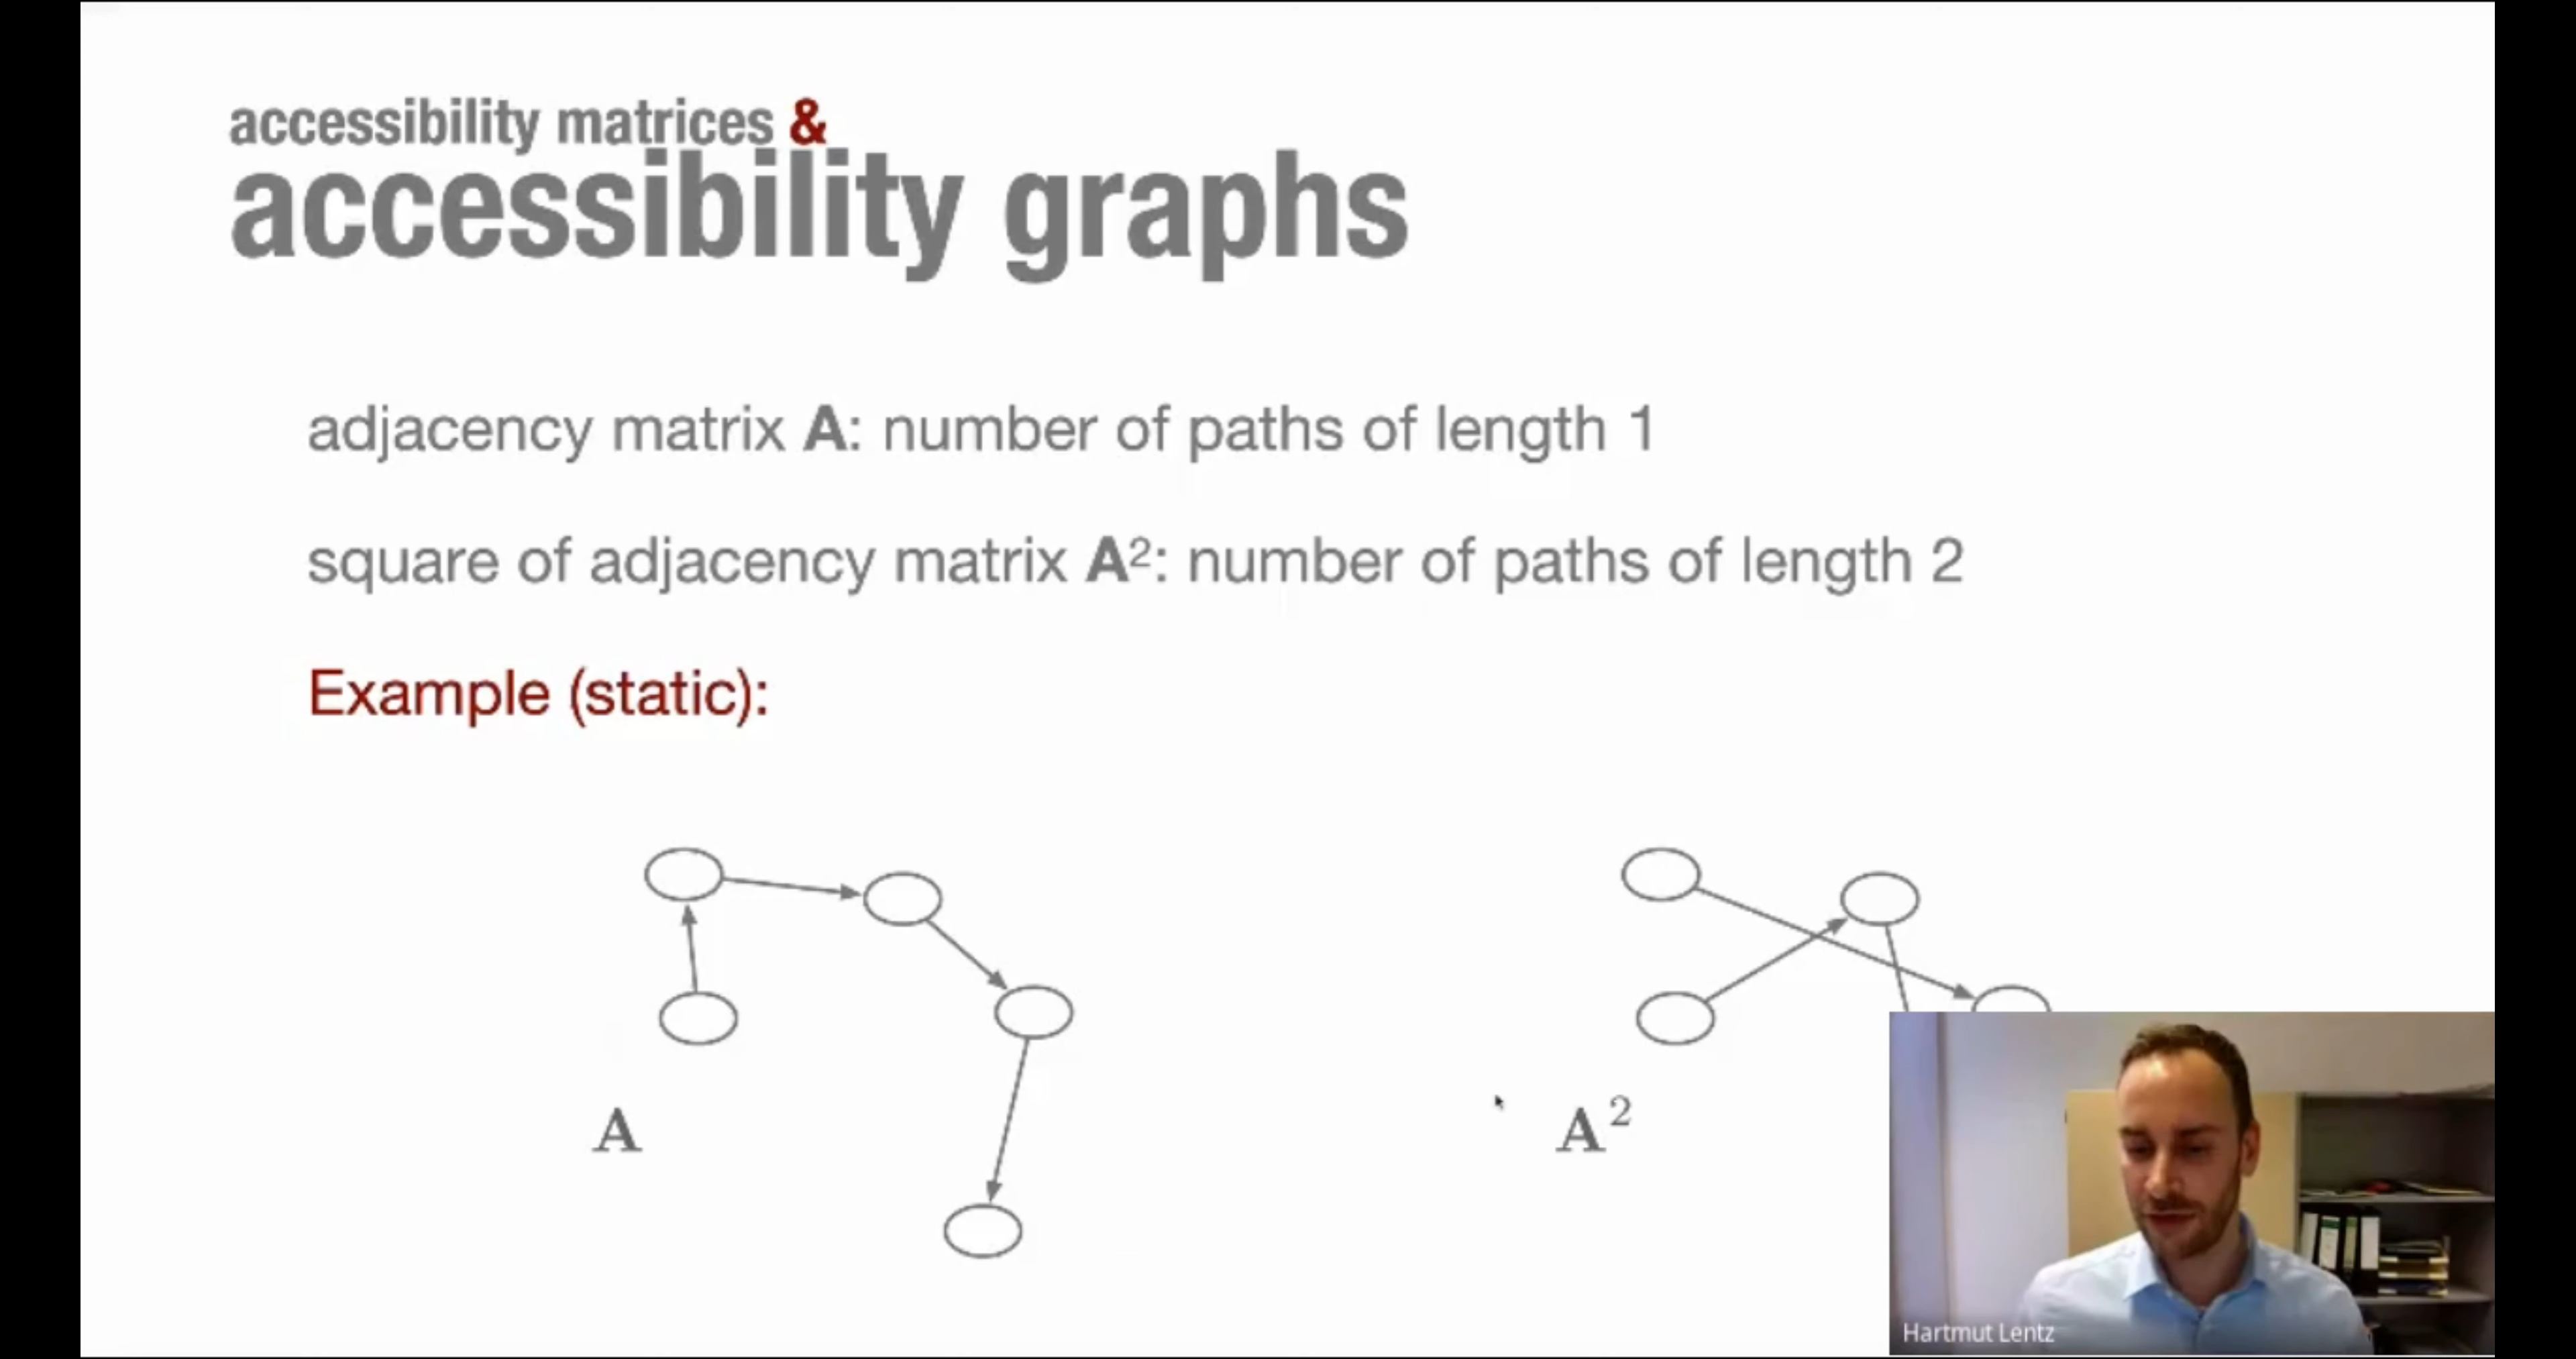 accessibility matrices &
accessibility graphs
adjacency matrix A: number of paths of length 1
square of adjacency matrix A²: number of paths of length 2
Example (static):
A
A²
Hartmut Lentz